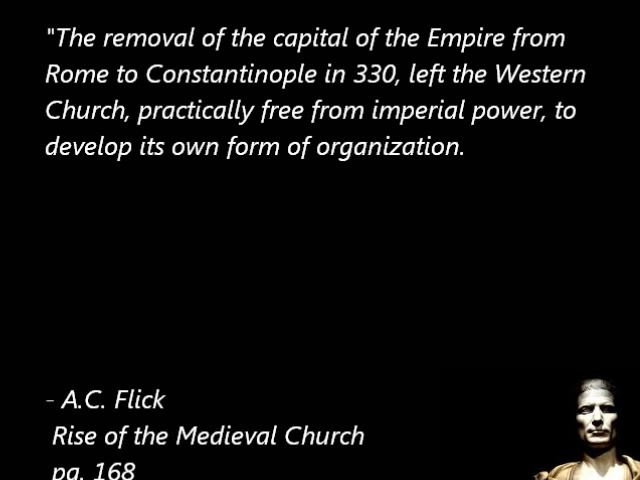 "The removal of the capital of the Empire from
Rome to Constantinople in 330, left the Western
Church, practically free from imperial power, to
develop its own form of organization.
- A.C. Flick
Rise of the Medieval Church
pg. 168